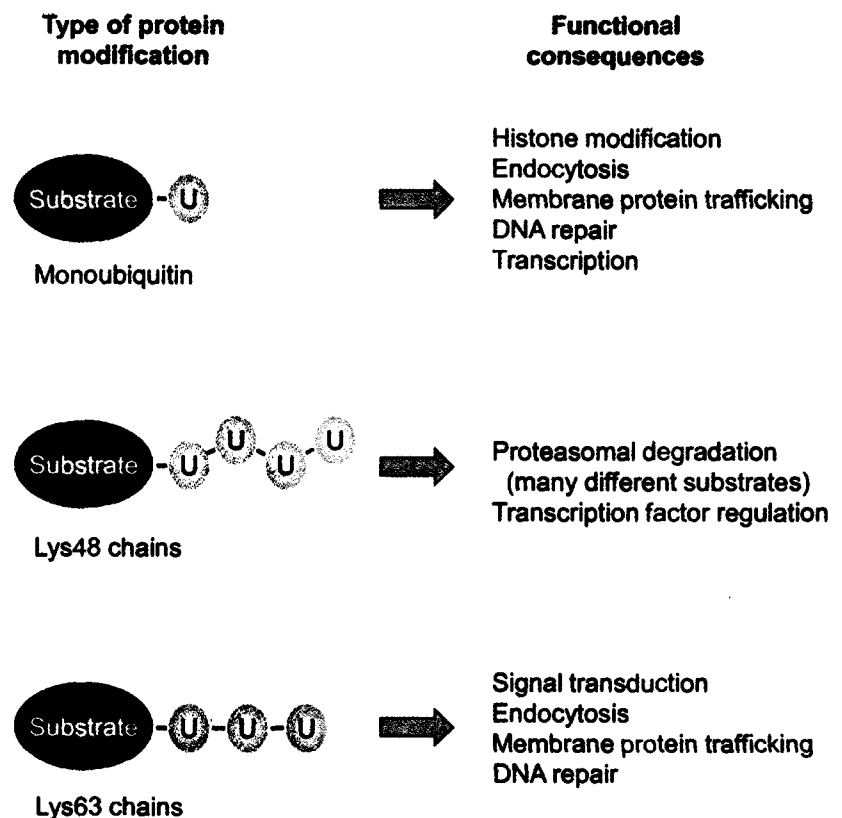 Type of protein
modification
Functional
consequences
Substrate
U
Monoubiquitin
Histone modification
Endocytosis
Membrane protein trafficking
DNA repair
Transcription
Substrate
U
U
U
U
Lys48 chains
Proteasomal degradation
(many different substrates)
Transcription factor regulation
Substrate
U
U
U
Lys63 chains
Signal transduction
Endocytosis
Membrane protein trafficking
DNA repair